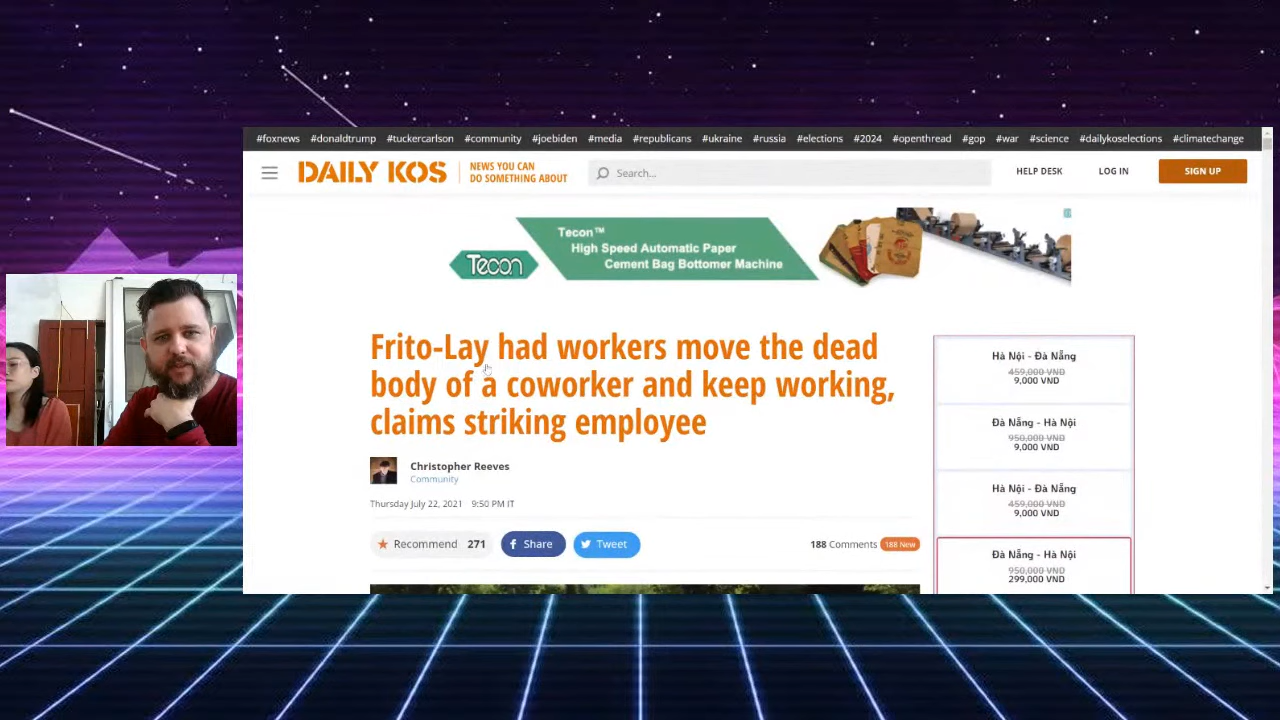 #foxnews #donaldtrump #tuckercarlson #community #joebiden #media #republicans #ukraine #russia #elections #2024 #openthread #gop #war #science #dailykoselections #climatechange
DAILY KOS
NEWS YOU CAN
DO SOMETHING ABOUT
Search...
HELP DESK
LOG IN
SIGN UP
Tecon™
High Speed Automatic Paper
Cement Bag Bottomer Machine
Tecon
Frito-Lay had workers move the dead
body of a coworker and keep working,
claims striking employee
Christopher Reeves
Community
Thursday July 22, 2021 9:50 PM IT
Recommend 271
Share
Tweet
188 Comments 188 New
Hà Nội - Đà Nẵng
459,000 VND
9,000 VND
Đà Nẵng - Hà Nội
950,000 VND
9,000 VND
Hà Nội - Đà Nẵng
459,000 VND
9,000 VND
Đà Nẵng - Hà Nội
950,000 VND
299,000 VND